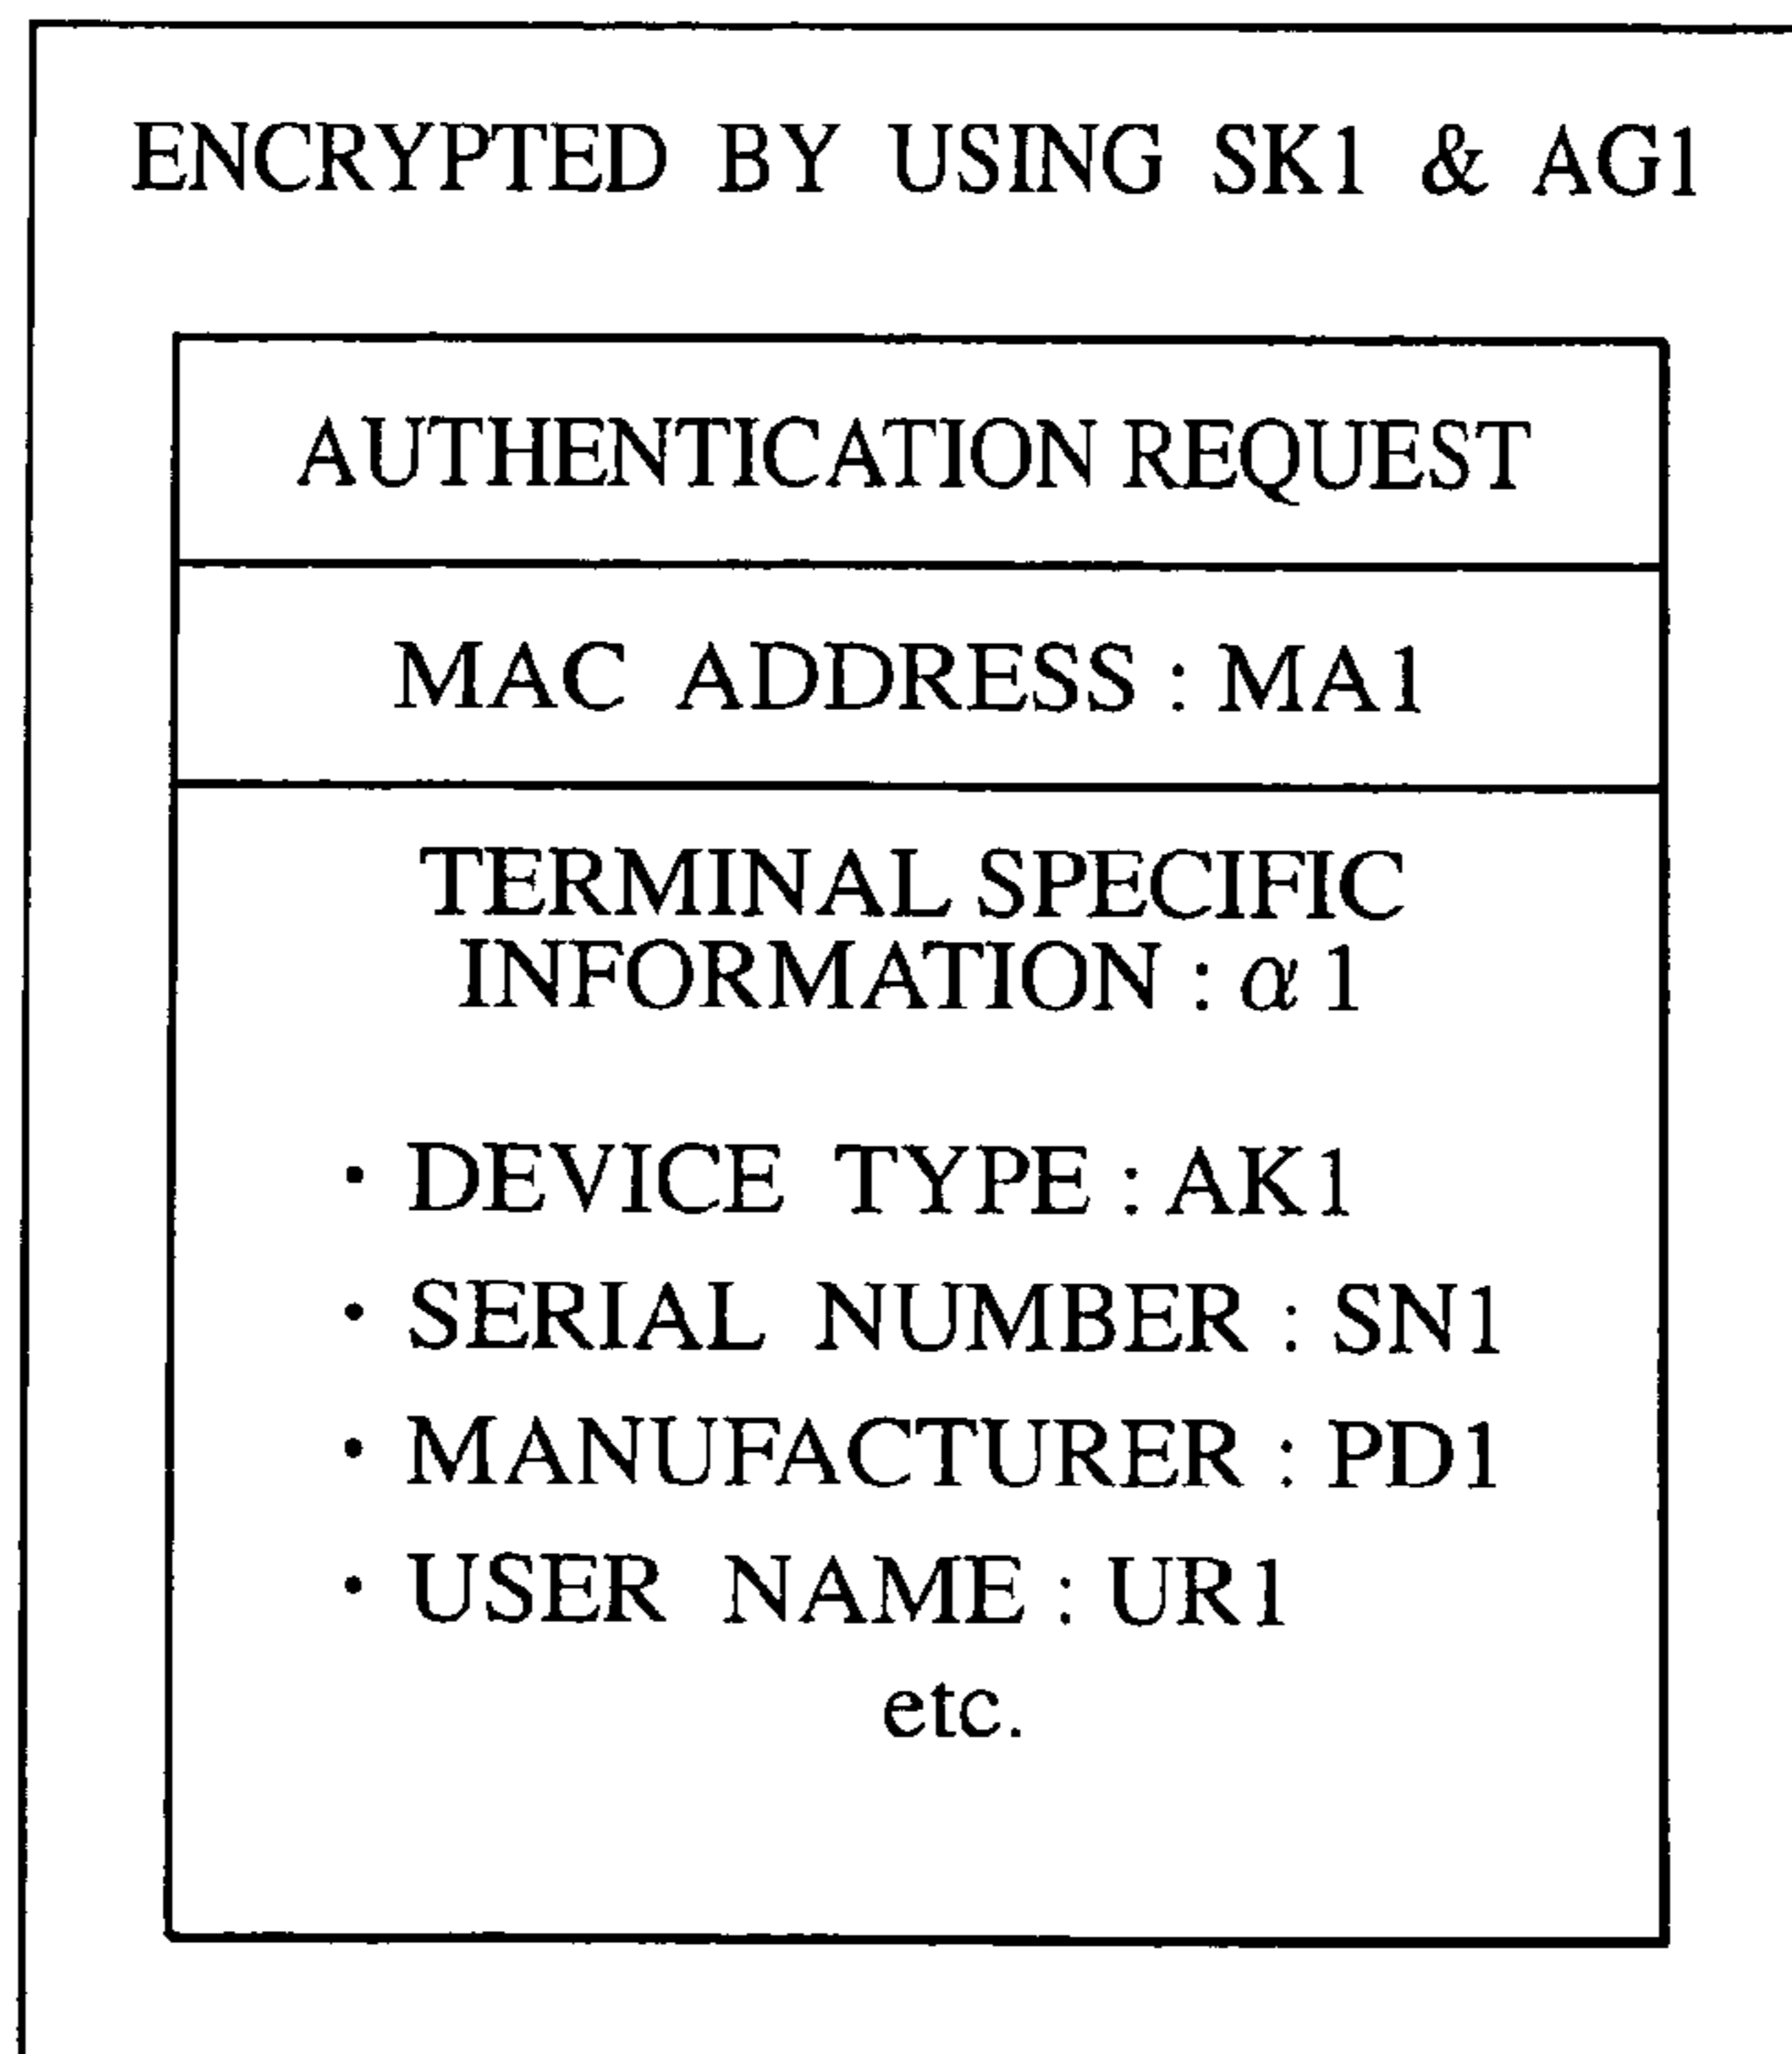 ENCRYPTED BY USING SK1 & AG1
AUTHENTICATION REQUEST
MAC ADDRESS : MA1
TERMINAL SPECIFIC
INFORMATION : α1
・DEVICE TYPE : AK1
・SERIAL NUMBER : SN1
・MANUFACTURER : PD1
・USER NAME : UR1
etc.